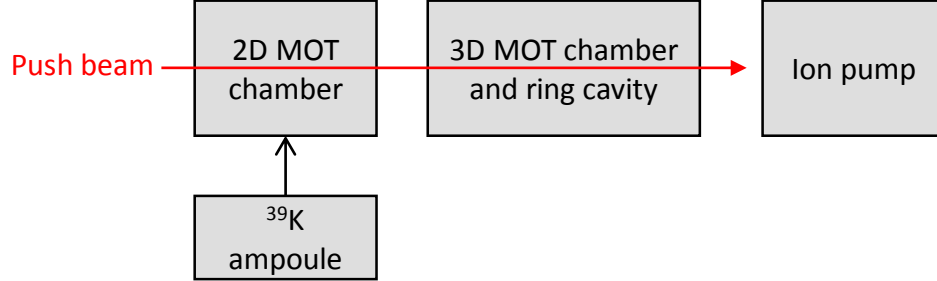 Push beam
2D MOT
chamber
3D MOT chamber
and ring cavity
Ion pump
³⁹K
ampoule